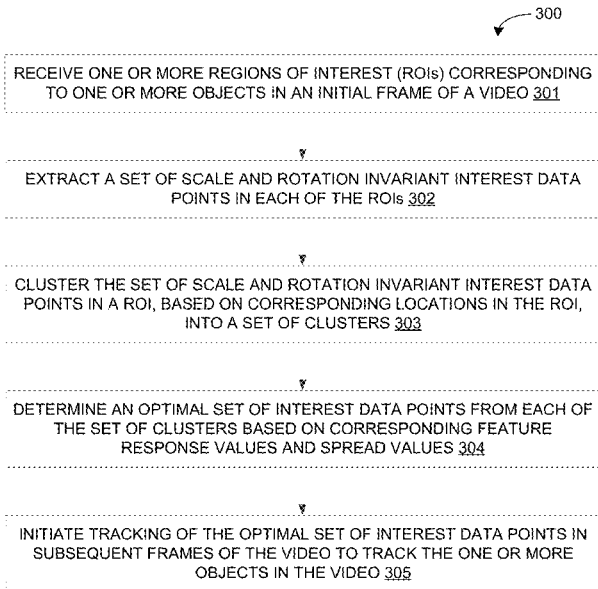 300
RECEIVE ONE OR MORE REGIONS OF INTEREST (ROIs) CORRESPONDING
TO ONE OR MORE OBJECTS IN AN INITIAL FRAME OF A VIDEO 301
EXTRACT A SET OF SCALE AND ROTATION INVARIANT INTEREST DATA
POINTS IN EACH OF THE ROIs 302
CLUSTER THE SET OF SCALE AND ROTATION INVARIANT INTEREST DATA
POINTS IN A ROI, BASED ON CORRESPONDING LOCATIONS IN THE ROI,
INTO A SET OF CLUSTERS 303
DETERMINE AN OPTIMAL SET OF INTEREST DATA POINTS FROM EACH OF
THE SET OF CLUSTERS BASED ON CORRESPONDING FEATURE
RESPONSE VALUES AND SPREAD VALUES 304
INITIATE TRACKING OF THE OPTIMAL SET OF INTEREST DATA POINTS IN
SUBSEQUENT FRAMES OF THE VIDEO TO TRACK THE ONE OR MORE
OBJECTS IN THE VIDEO 305